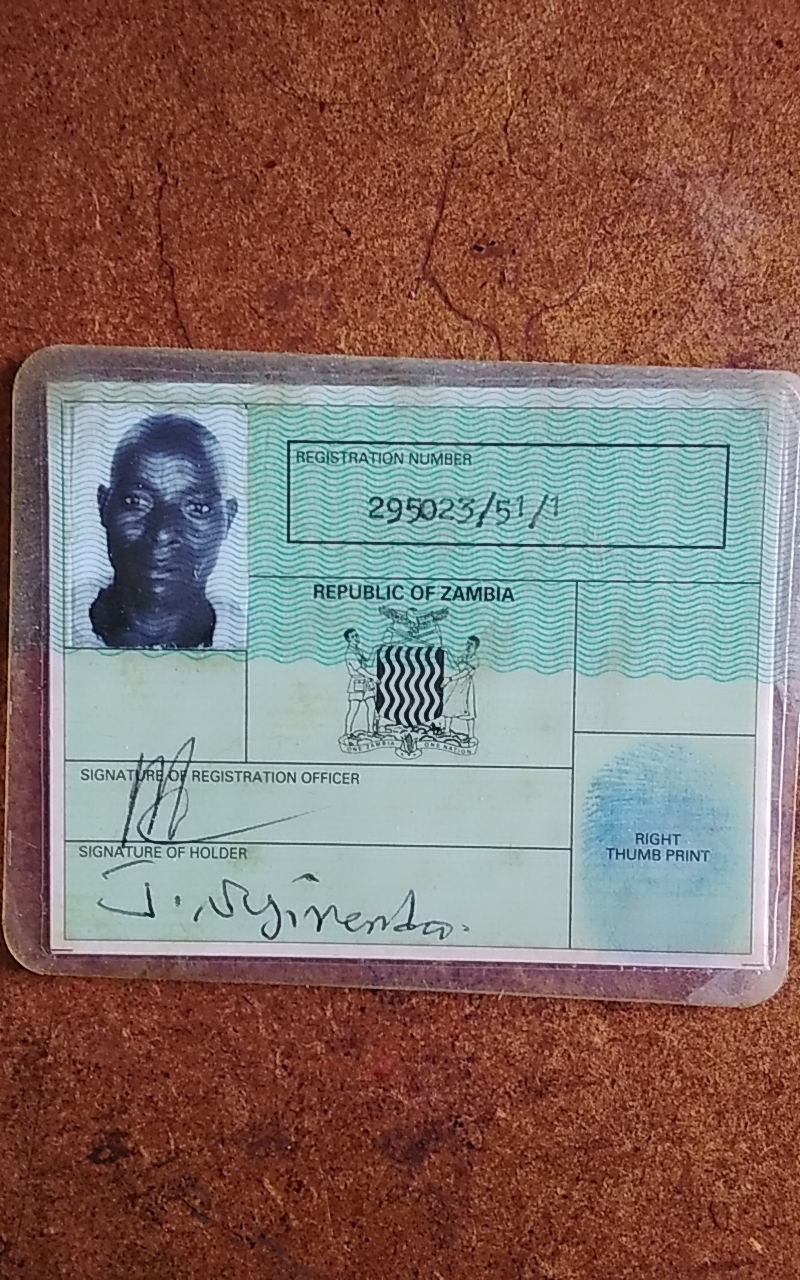 REGISTRATION NUMBER
295023/51/1
REPUBLIC OF ZAMBIA
ONE ZAMBIA ONE NATION
SIGNATURE OF REGISTRATION OFFICER
SIGNATURE OF HOLDER
J.
RIGHT
THUMB PRINT